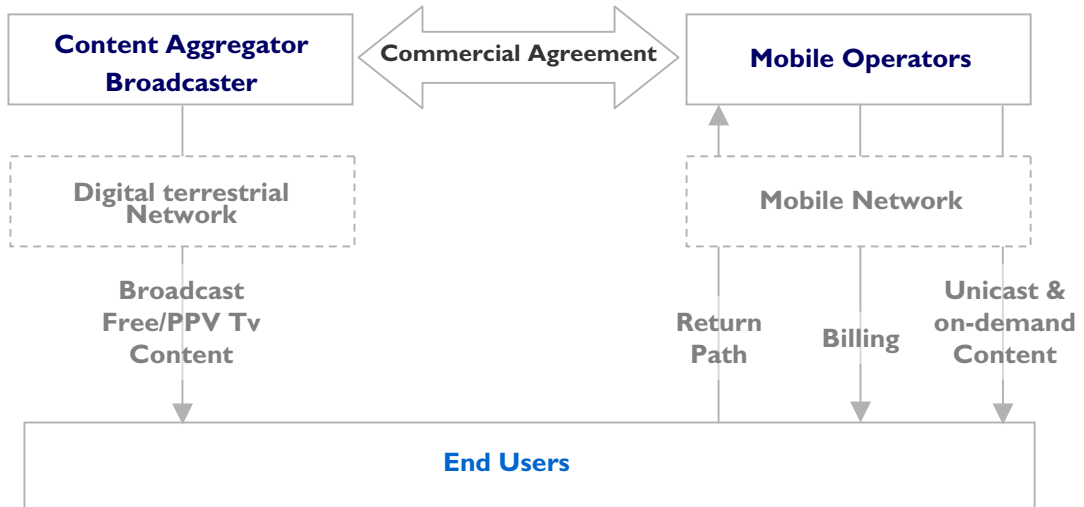 Content Aggregator
Broadcaster
Commercial Agreement
Mobile Operators
Digital terrestrial
Network
Mobile Network
Broadcast
Free/PPV Tv
Content
Return
Path
Billing
Unicast &
on-demand
Content
End Users